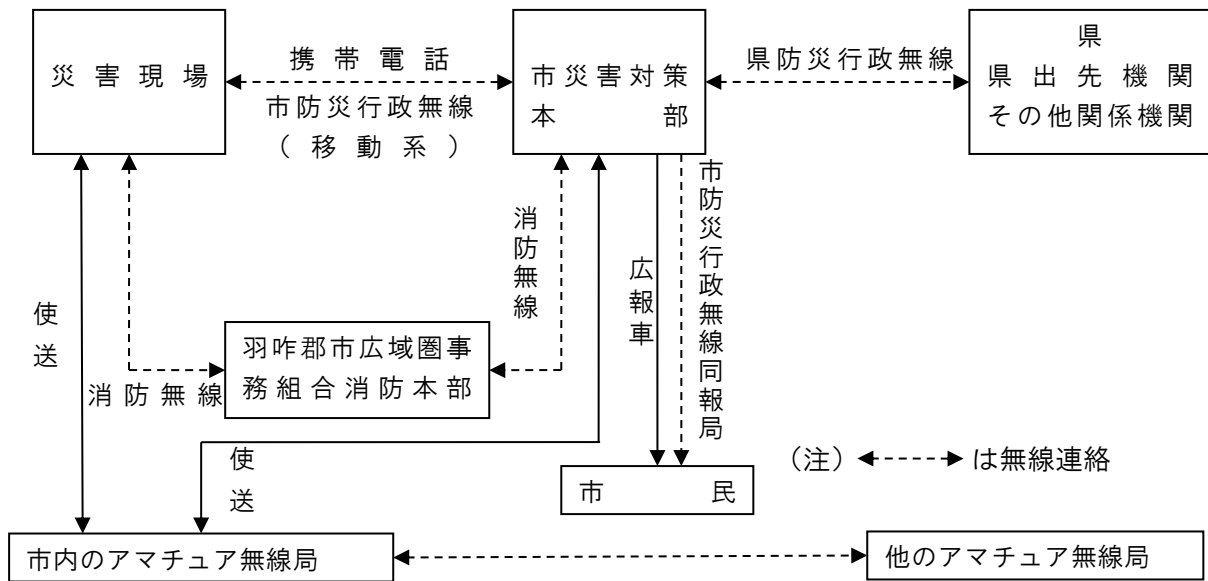 災害現場
携帯電話
市防災行政無線
（移動系）
市災害対策
本部
県防災行政無線
県
県出先機関
その他関係機関
使送
消防無線
羽咋郡市広域圏事
務組合消防本部
消防無線
広報車
市防災行政無線同報局
使送
市民
（注）
は無線連絡
市内のアマチュア無線局
他のアマチュア無線局